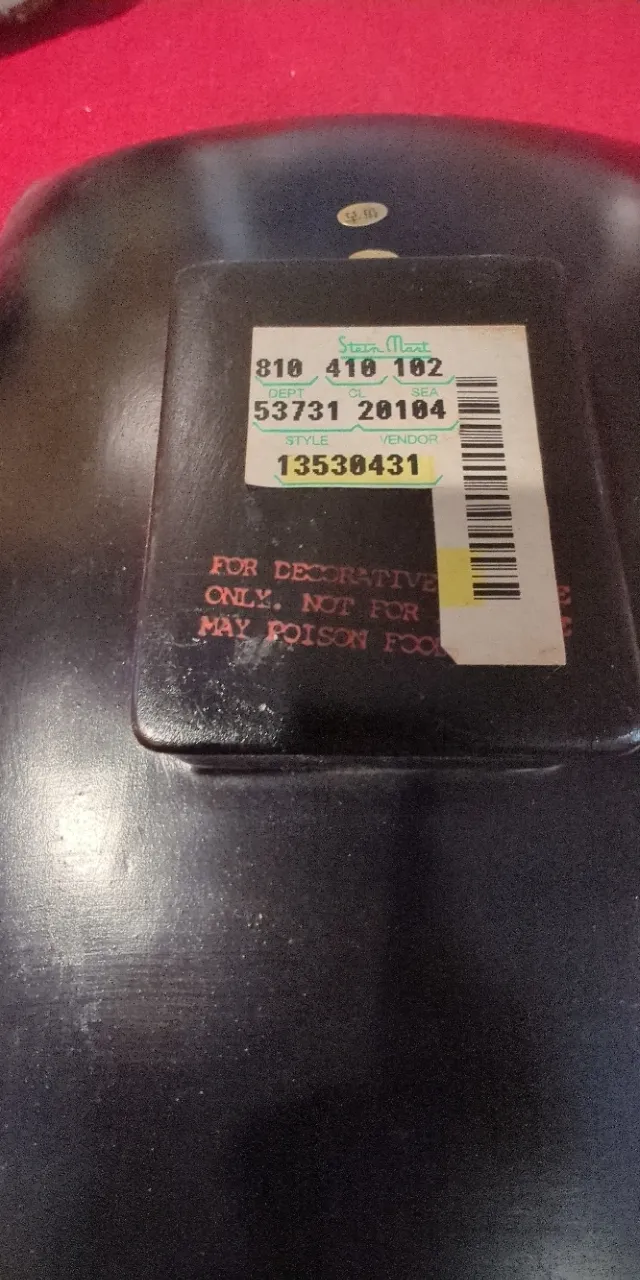 Stein Mart
810 410 102
DEPT CL SEA
53731 20104
STYLE VENDOR
13530431
FOR DECORATIVE
ONLY. NOT FOR
MAY POISON FOO